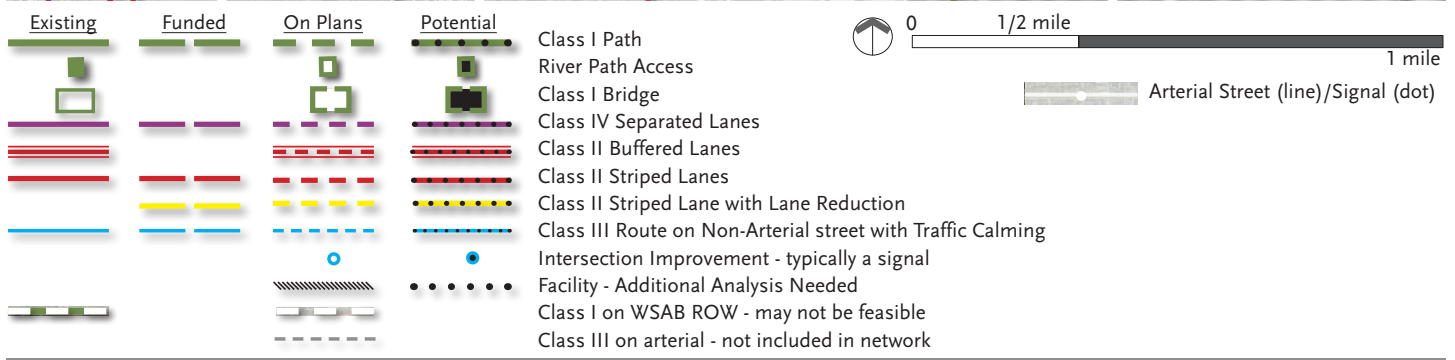 Existing Funded On Plans Potential
0 1/2 mile
1 mile
Class I Path
River Path Access
Class I Bridge
Arterial Street (line)/Signal (dot)
Class IV Separated Lanes
Class II Buffered Lanes
Class II Striped Lanes
Class II Striped Lane with Lane Reduction
Class III Route on Non-Arterial street with Traffic Calming
Intersection Improvement - typically a signal
Facility - Additional Analysis Needed
Class I on WSAB ROW - may not be feasible
Class III on arterial - not included in network